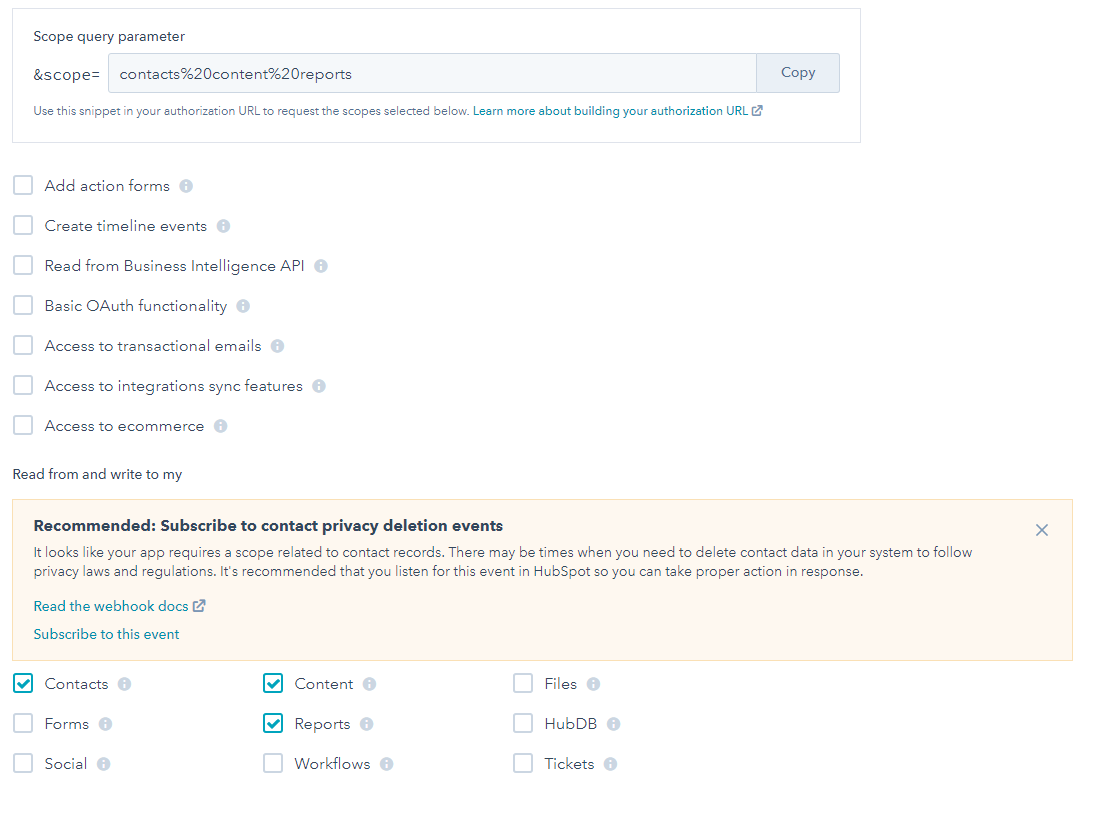 Scope query parameter
&scope= contacts%20content%20reports Copy
Use this snippet in your authorization URL to request the scopes selected below. Learn more about building your authorization URL
Add action forms
Create timeline events
Read from Business Intelligence API
Basic OAuth functionality
Access to transactional emails
Access to integrations sync features
Access to ecommerce
Read from and write to my
Recommended: Subscribe to contact privacy deletion events
It looks like your app requires a scope related to contact records. There may be times when you need to delete contact data in your system to follow
privacy laws and regulations. It's recommended that you listen for this event in HubSpot so you can take proper action in response.
Read the webhook docs
Subscribe to this event
Contacts Content Files
Forms Reports HubDB
Social Workflows Tickets